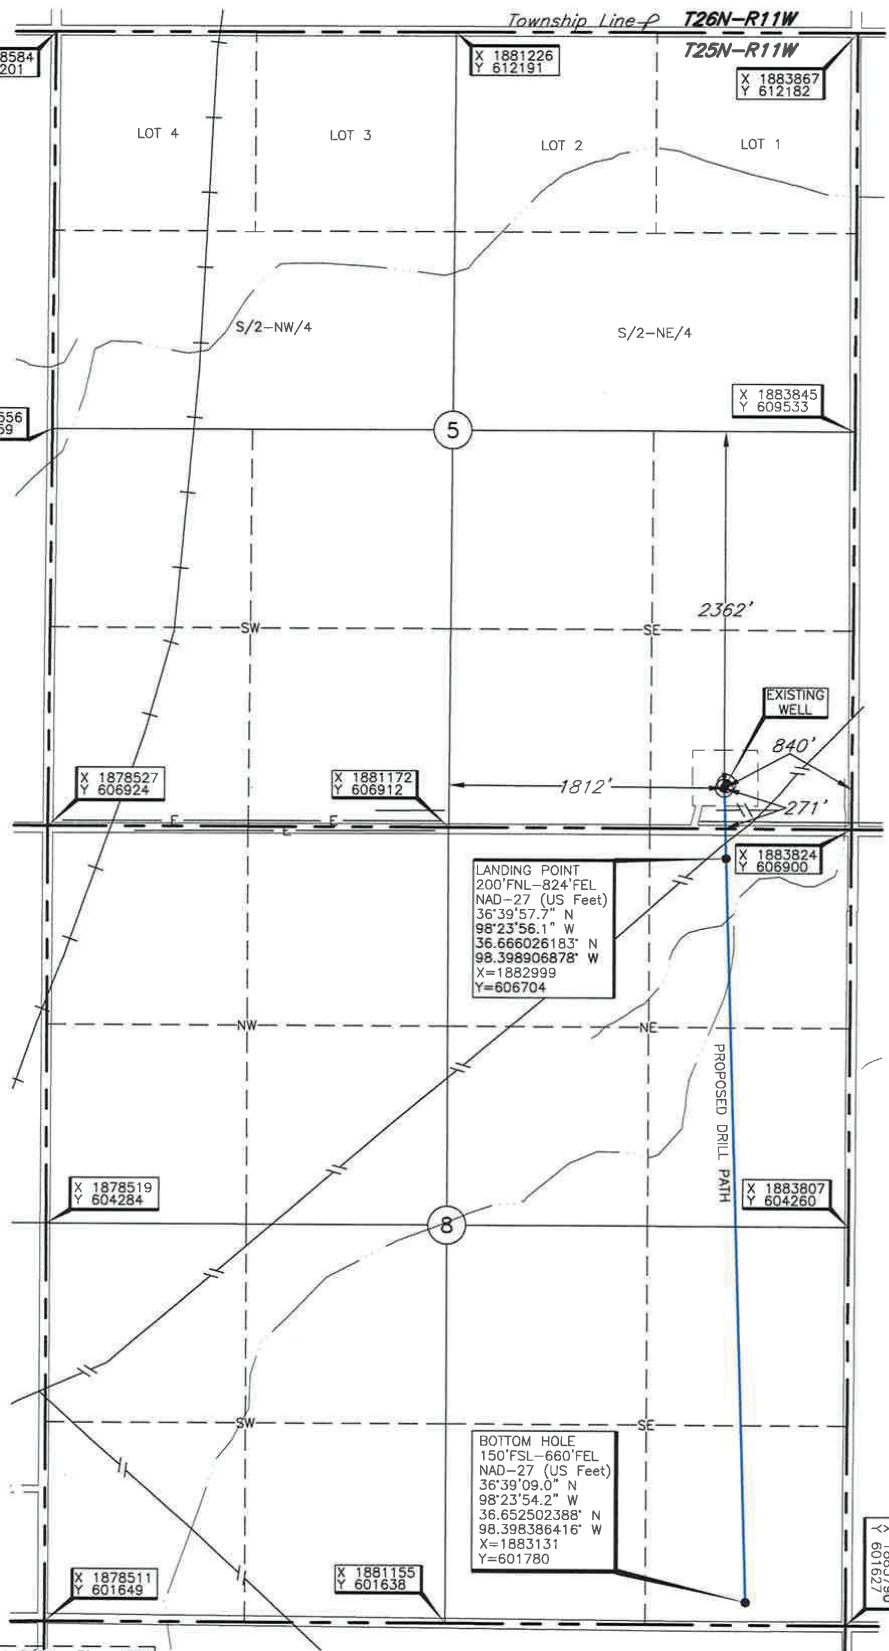 Township Line T26N-R11W
T25N-R11W
8584
201
X 1881226
Y 612191
X 1883867
Y 612182
LOT 4
LOT 3
LOT 2
LOT 1
S/2-NW/4
S/2-NE/4
X 1883845
Y 609533
656
59
5
2362'
SW
SE
EXISTING
WELL
840'
X 1878527
Y 606924
X 1881172
Y 606912
1812'
271'
E
E
E
X 1883824
Y 606900
LANDING POINT
200'FNL-824'FEL
NAD-27 (US Feet)
36°39'57.7" N
98°23'56.1" W
36.666026183° N
98.398906878° W
X=1882999
Y=606704
NW
NE
PROPOSED DRILL PATH
X 1878519
Y 604284
X 1883807
Y 604260
8
SW
SE
BOTTOM HOLE
150'FSL-660'FEL
NAD-27 (US Feet)
36°39'09.0" N
98°23'54.2" W
36.652502388° N
98.398386416° W
X=1883131
Y=601780
X 1878511
Y 601649
X 1881155
Y 601638
Y 601627